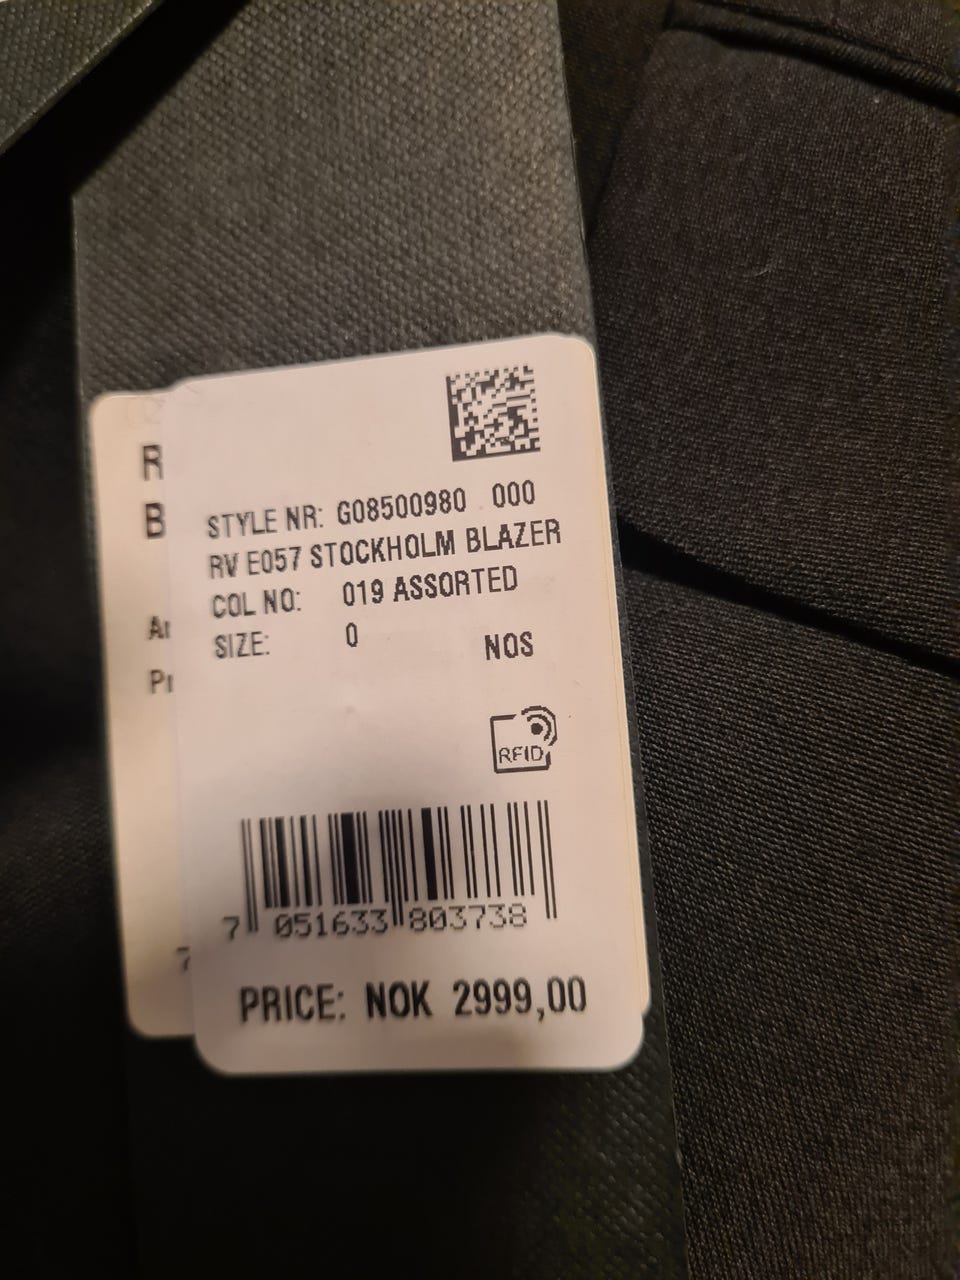 R
B
STYLE NR: G08500980 000
RV E057 STOCKHOLM BLAZER
COL NO: 019 ASSORTED
SIZE: 0
NOS
RFID
7 051633 803738
PRICE: NOK 2999,00